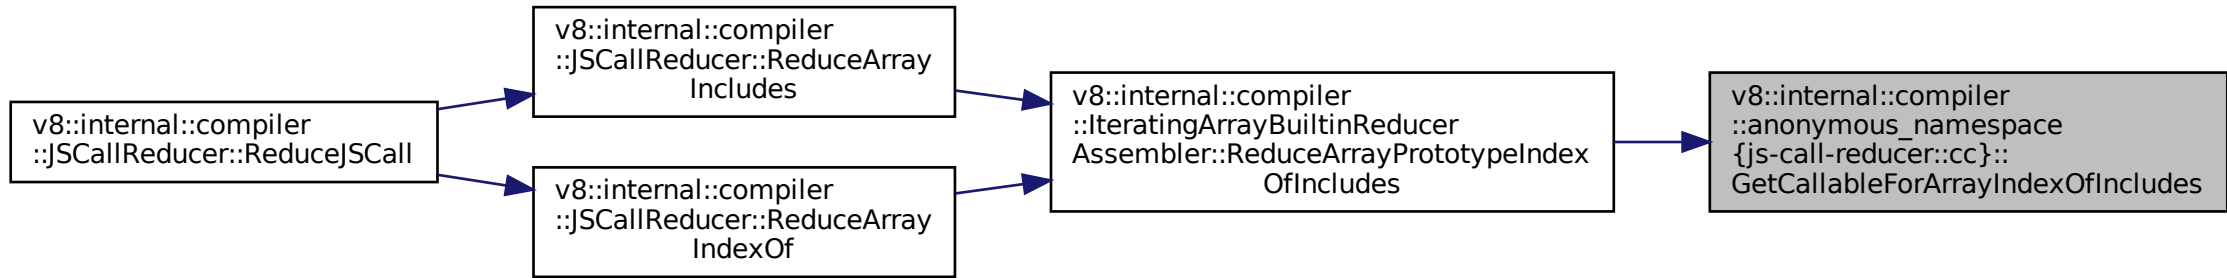 v8::internal::compiler
::JSCallReducer::ReduceJSCall
v8::internal::compiler
::JSCallReducer::ReduceArray
Includes
v8::internal::compiler
::JSCallReducer::ReduceArray
IndexOf
v8::internal::compiler
::IteratingArrayBuiltinReducer
Assembler::ReduceArrayPrototypeIndex
OfIncludes
v8::internal::compiler
::anonymous_namespace
{js-call-reducer::cc}::
GetCallableForArrayIndexOfIncludes